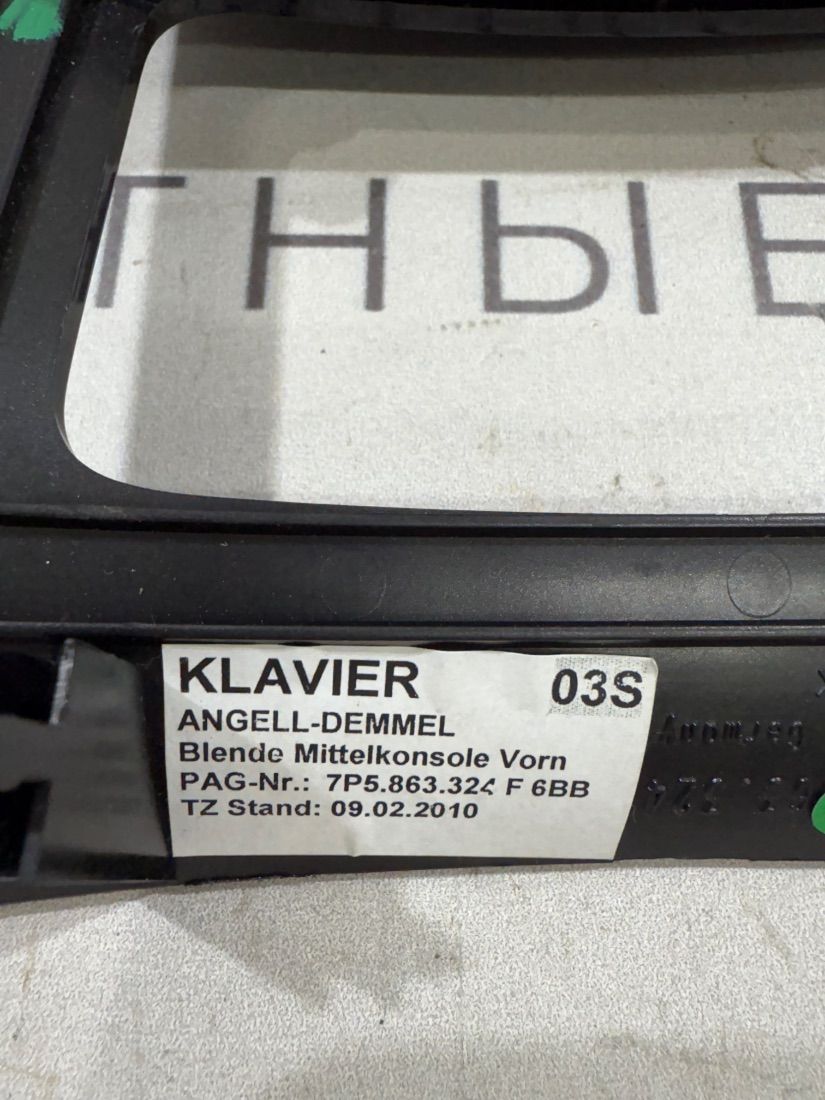 ТНЫЕ
KLAVIER 03S
ANGELL-DEMMEL
Blende Mittelkonsole Vorn
PAG-Nr.: 7P5.863.324 F 6BB
TZ Stand: 09.02.2010